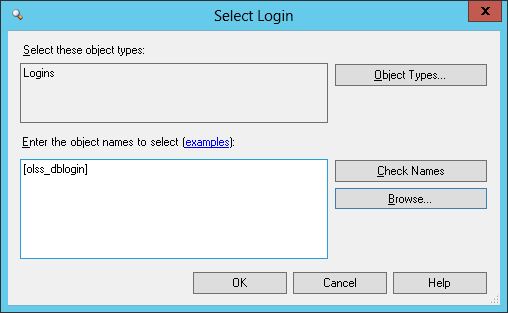 Select Login
Select these object types:
Logins
Object Types...
Enter the object names to select (examples):
[olss_dblogin]
Check Names
Browse...
OK
Cancel
Help